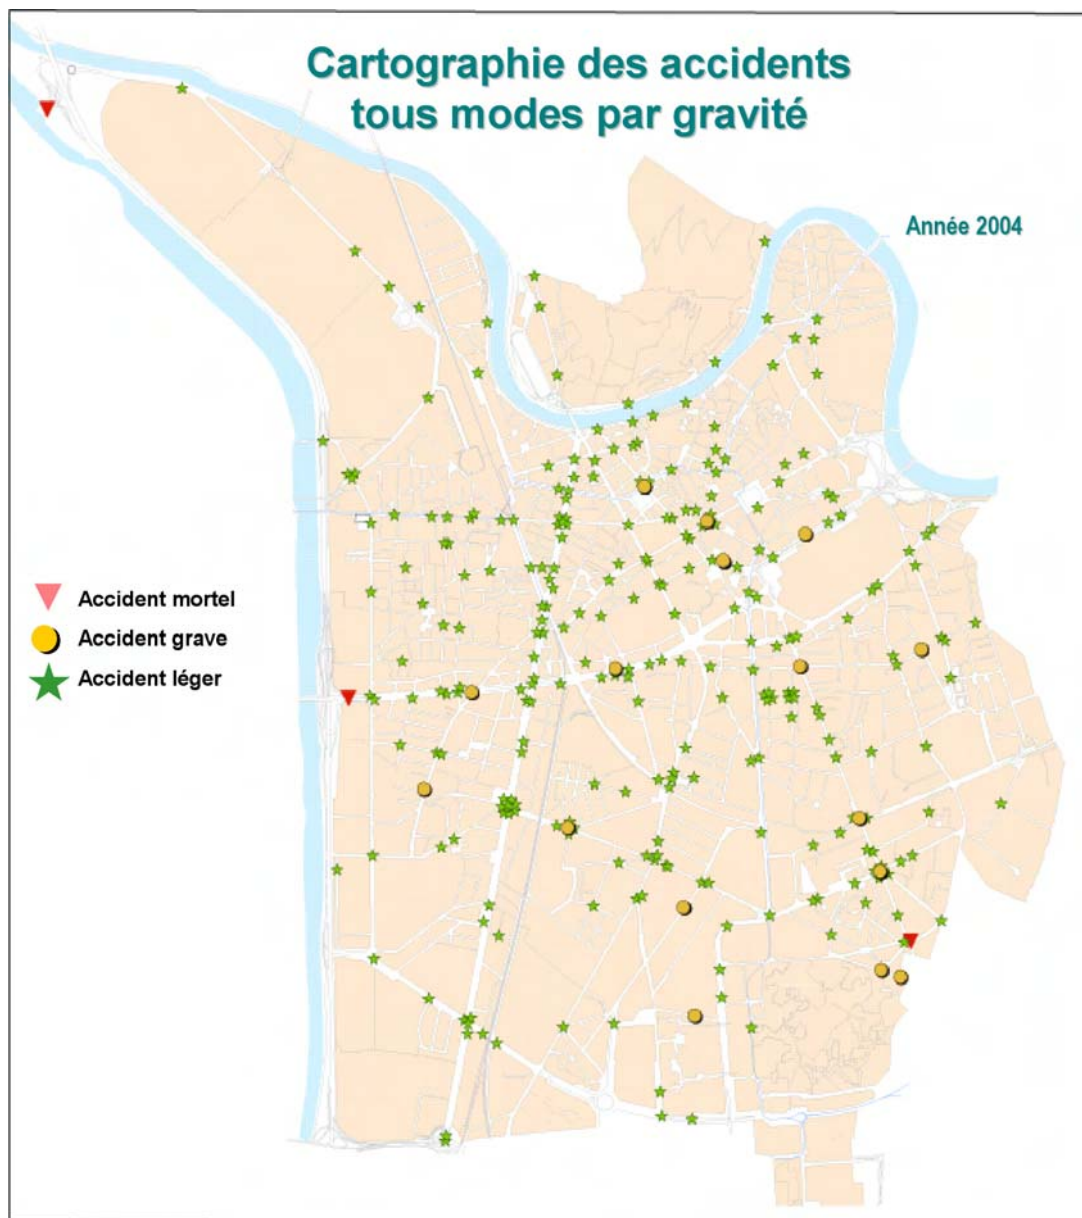 Cartographie des accidents
tous modes par gravité
Année 2004
Accident mortel
Accident grave
Accident léger